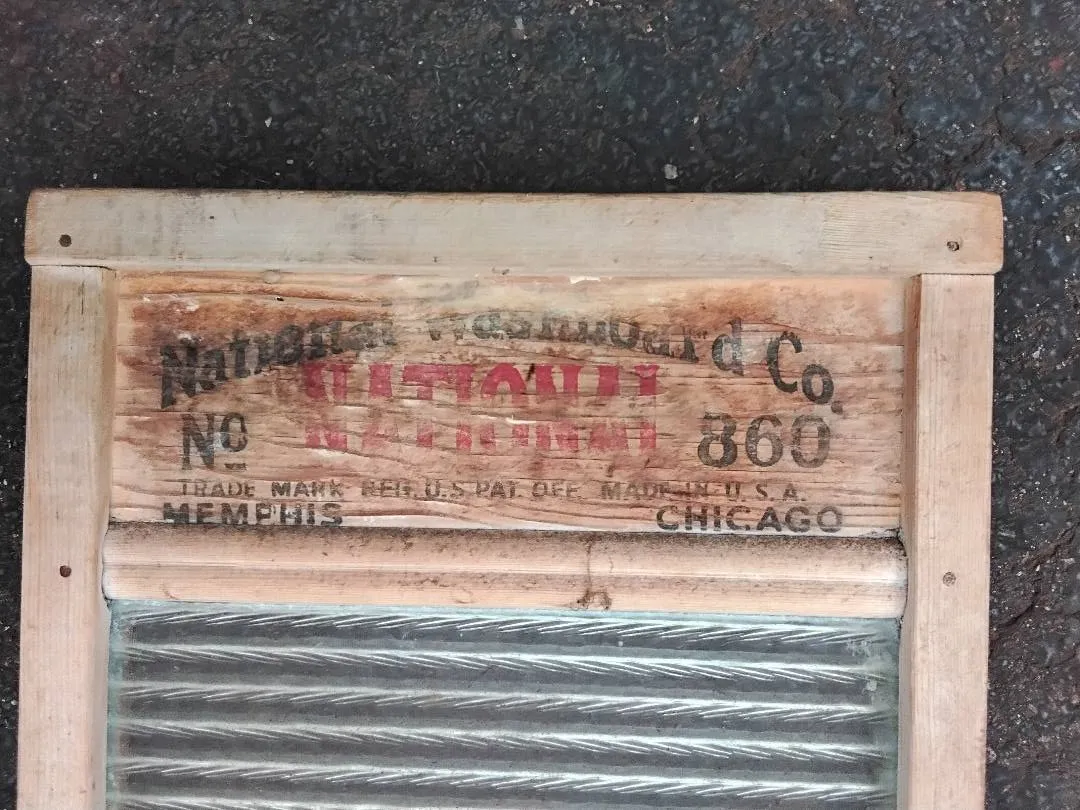 National Washboard Co.
NATIONAL
NATIONAL
No 860
TRADE MARK REG. U.S PAT. OFF. MADE IN U. S. A.
MEMPHIS CHICAGO